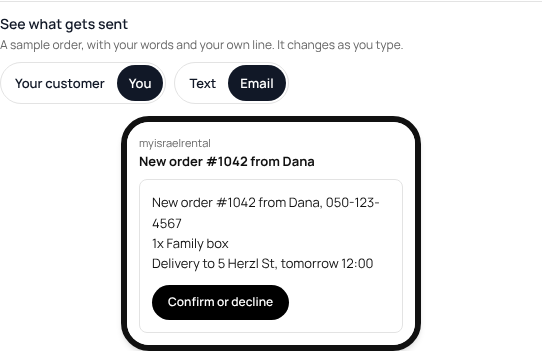 See what gets sent
A sample order, with your words and your own line. It changes as you type.
Your customer You Text Email
myisraelrental
New order #1042 from Dana
New order #1042 from Dana, 050-123-
4567
1x Family box
Delivery to 5 Herzl St, tomorrow 12:00
Confirm or decline